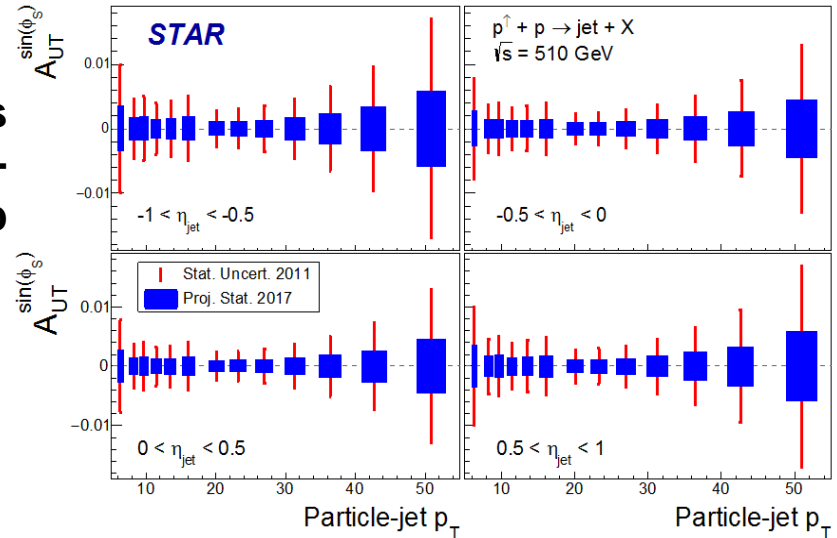 STAR
p↑ + p → jet + X
√s = 510 GeV
A_UT^sin(ϕ_S)
0.01
0
−0.01
-1 < η_jet < -0.5
-0.5 < η_jet < 0
A_UT^sin(ϕ_S)
Stat. Uncert. 2011
Proj. Stat. 2017
0.01
0
−0.01
0 < η_jet < 0.5
0.5 < η_jet < 1
10 20 30 40 50 10 20 30 40 50
Particle-jet p_T Particle-jet p_T